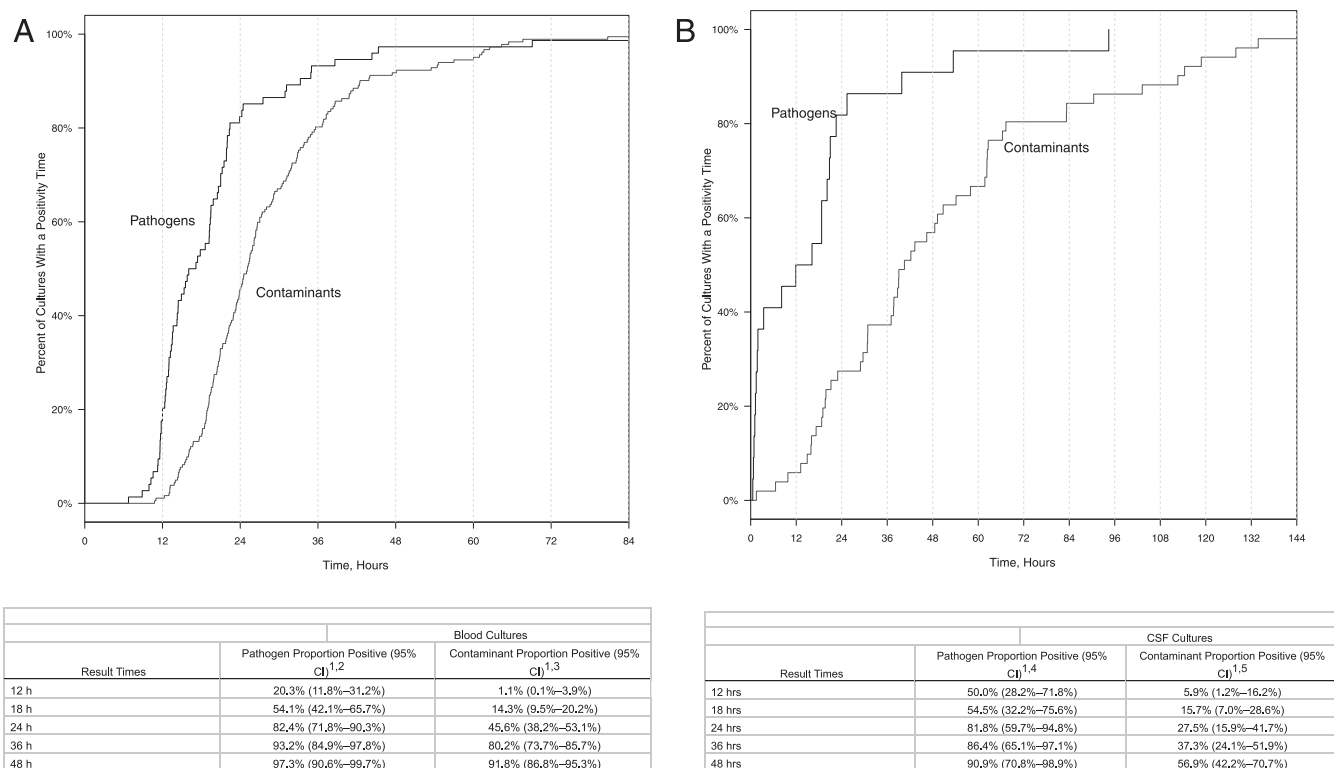 A
Percent of Cultures With a Positivity Time
100%
80%
60%
40%
20%
0%
Pathogens
Contaminants
0 12 24 36 48 60 72 84
Time, Hours
B
Percent of Cultures With a Positivity Time
100%
80%
60%
40%
20%
0%
Pathogens
Contaminants
0 12 24 36 48 60 72 84 96 108 120 132 144
Time, Hours
Blood Cultures
Result Times
Pathogen Proportion Positive (95%
CI)1,2
Contaminant Proportion Positive (95%
CI)1,3
12 h 20.3% (11.8%–31.2%) 1.1% (0.1%–3.9%)
18 h 54.1% (42.1%–65.7%) 14.3% (9.5%–20.2%)
24 h 82.4% (71.8%–90.3%) 45.6% (38.2%–53.1%)
36 h 93.2% (84.9%–97.8%) 80.2% (73.7%–85.7%)
48 h 97.3% (90.6%–99.7%) 91.8% (86.8%–95.3%)
CSF Cultures
Result Times
Pathogen Proportion Positive (95%
CI)1,4
Contaminant Proportion Positive (95%
CI)1,5
12 hrs 50.0% (28.2%–71.8%) 5.9% (1.2%–16.2%)
18 hrs 54.5% (32.2%–75.6%) 15.7% (7.0%–28.6%)
24 hrs 81.8% (59.7%–94.8%) 27.5% (15.9%–41.7%)
36 hrs 86.4% (65.1%–97.1%) 37.3% (24.1%–51.9%)
48 hrs 90.9% (70.8%–98.9%) 56.9% (42.2%–70.7%)